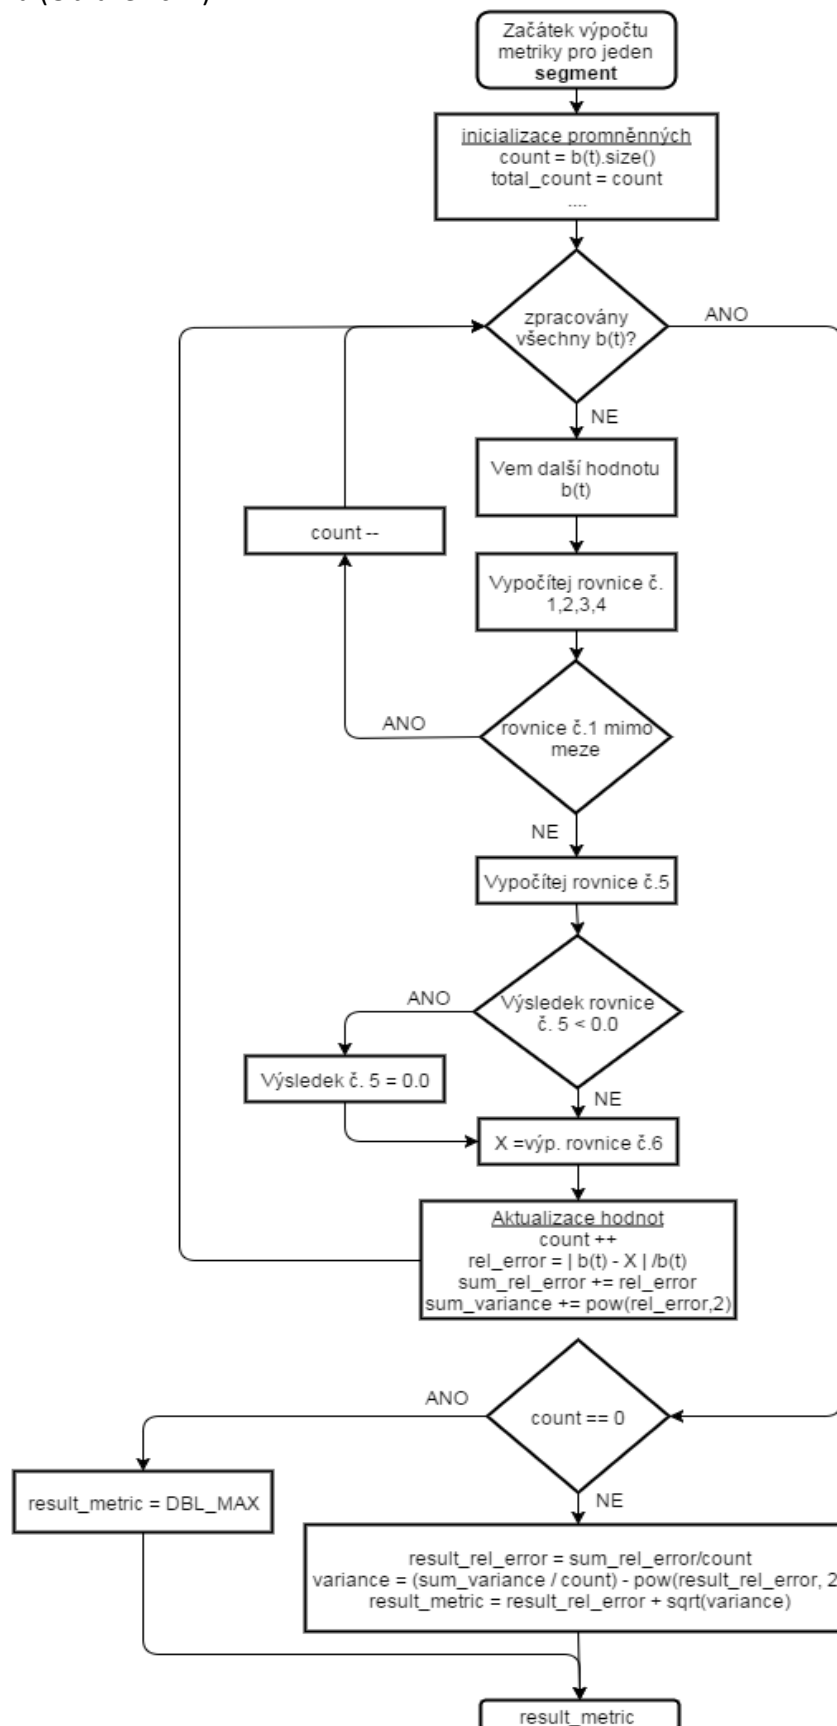 Začátek výpočtu
metriky pro jeden
segment
inicializace promněnných
count = b(t).size()
total_count = count
....
zpracovány
všechny b(t)?
ANO
NE
Vem další hodnotu
b(t)
count --
Vypočítej rovnice č.
1,2,3,4
ANO
rovnice č.1 mimo
meze
NE
Vypočítej rovnice č.5
ANO
Výsledek rovnice
č. 5 < 0.0
Výsledek č. 5 = 0.0
NE
X =výp. rovnice č.6
Aktualizace hodnot
count ++
rel_error = | b(t) - X | /b(t)
sum_rel_error += rel_error
sum_variance += pow(rel_error,2)
ANO
count == 0
result_metric = DBL_MAX
NE
result_rel_error = sum_rel_error/count
variance = (sum_variance / count) - pow(result_rel_error, 2
result_metric = result_rel_error + sqrt(variance)
result_metric